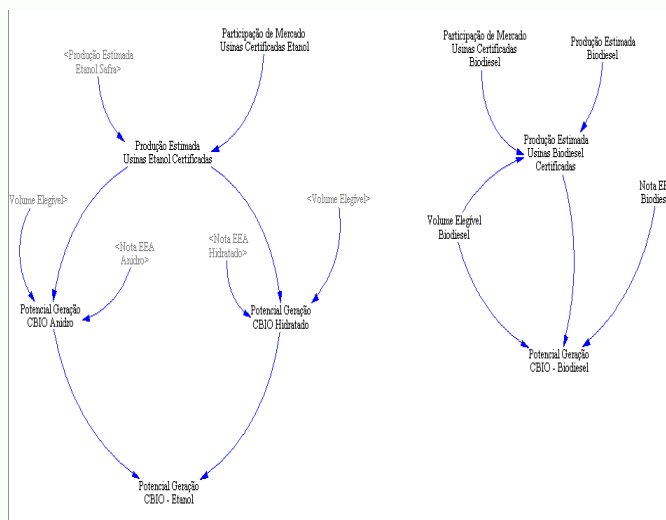 Participação de Mercado
Usinas Certificadas Etanol
<Produção Estimada
Etanol Safra>
Produção Estimada
Usinas Etanol Certificadas
Volume Elegível>
<Nota EEA
Anidro>
<Nota EEA
Hidratado>
<Volume Elegível>
Potencial Geração
CBIO Anidro
Potencial Geração
CBIO Hidratado
Potencial Geração
CBIO - Etanol
Participação de Mercado
Usinas Certificadas
Biodiesel
Produção Estimada
Biodiesel
Produção Estimada
Usinas Biodiesel
Certificadas
Volume Elegível
Biodiesel
Nota EE
Biodies
Potencial Geração
CBIO - Biodiesel